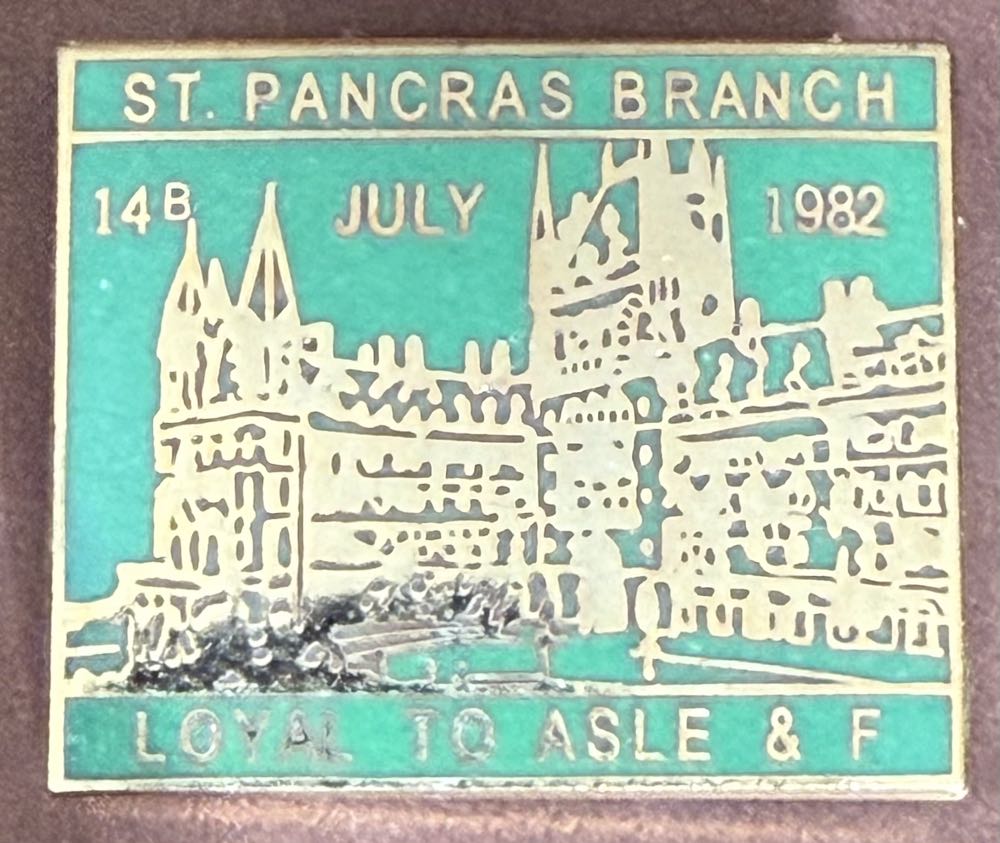 ST. PANCRAS BRANCH
14B JULY 1982
LOYAL TO ASLE & F